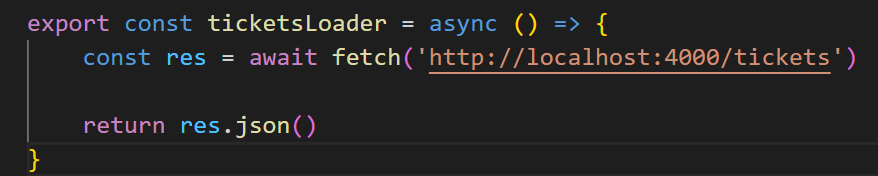 export const ticketsLoader = async () => {
    const res = await fetch('http://localhost:4000/tickets')
    return res.json()
}